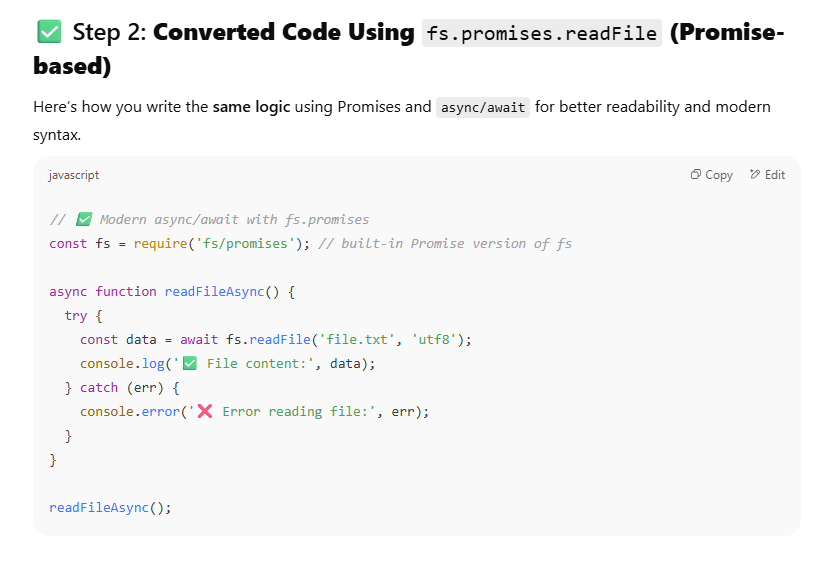 ✅ Step 2: Converted Code Using fs.promises.readFile (Promise-
based)
Here's how you write the same logic using Promises and async/await for better readability and modern
syntax.
javascript
Copy
Edit
// ✅ Modern async/await with fs.promises
const fs = require('fs/promises'); // built-in Promise version of fs
async function readFileAsync() {
try {
const data = await fs.readFile('file.txt', 'utf8');
console.log('✅ File content:', data);
} catch (err) {
console.error('❌ Error reading file:', err);
}
}
readFileAsync();